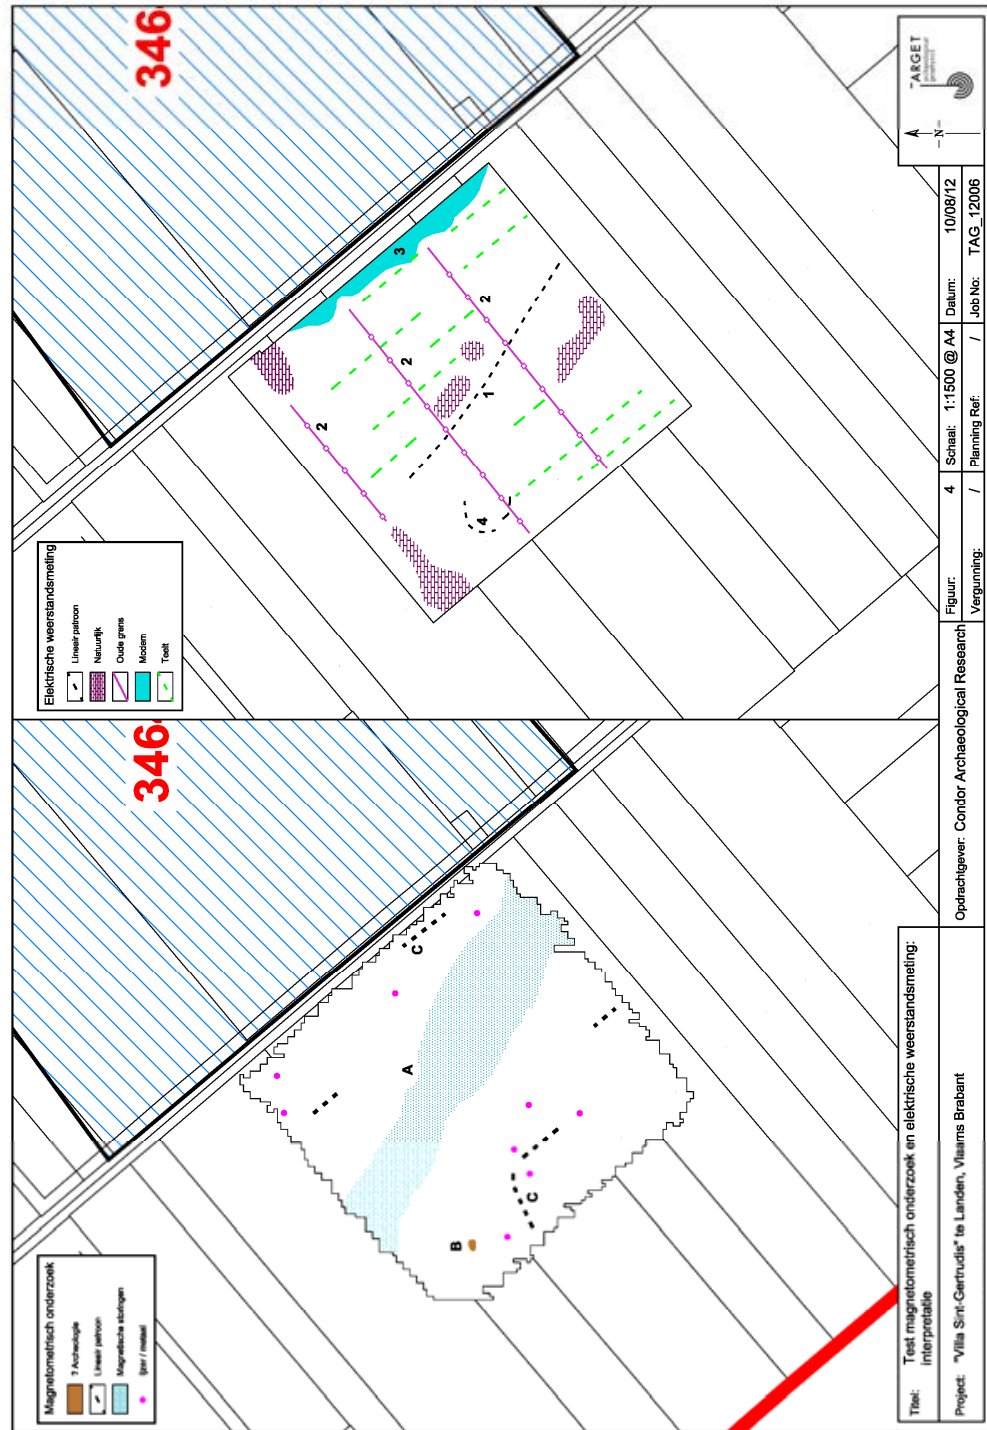 346
Magnetometrisch onderzoek
? Archeologie
Lineair patroon
Magnetische storingen
Ijzer / metaal
A
B
C
C
346
Elektrische weerstandsmeting
Lineair patroon
Natuurlijk
Oude grens
Modern
Teelt
1
2
2
2
3
4
Titel: Test magnetometrisch onderzoek en elektrische weerstandsmeting:
interpretatie
Project: "Villa Sint-Gertrudis" te Landen, Vlaams Brabant
Opdrachtgever: Condor Archaeological Research
Figuur: 4
Schaal: 1:1500 @ A4
Datum: 10/08/12
Vergunning: /
Planning Ref: /
Job No: TAG_12006
-N-
TARGET
archaeological
geophysics